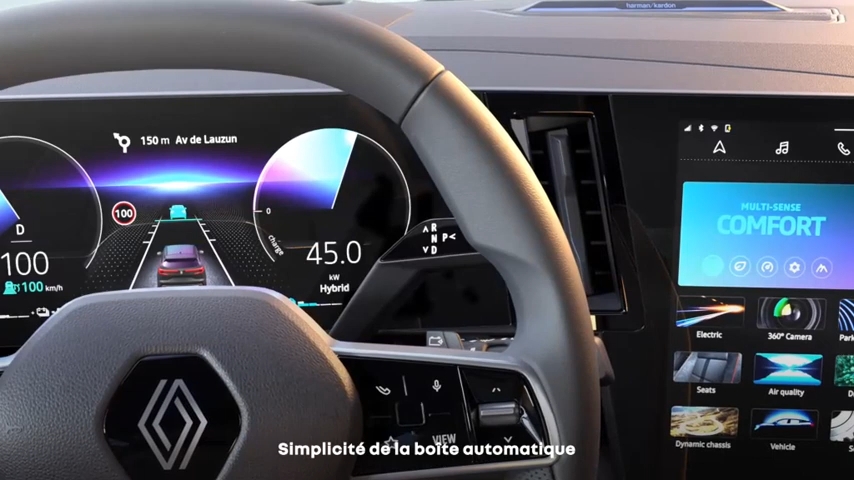 harman/kardon
150 m Av de Lauzun
100
0
charge
D
100
100 km/h
45.0
kW
Hybrid
R
N P
D
MULTI-SENSE
COMFORT
Electric
360° Camera
Park
Seats
Air quality
Dynamic chassis
Vehicle
VIEW
Simplicité de la boîte automatique